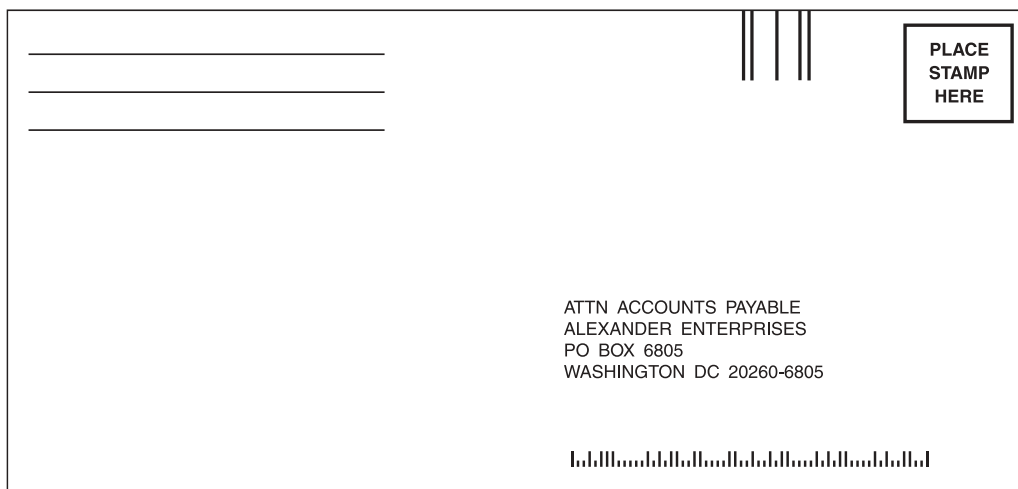 PLACE
STAMP
HERE
ATTN ACCOUNTS PAYABLE
ALEXANDER ENTERPRISES
PO BOX 6805
WASHINGTON DC 20260-6805